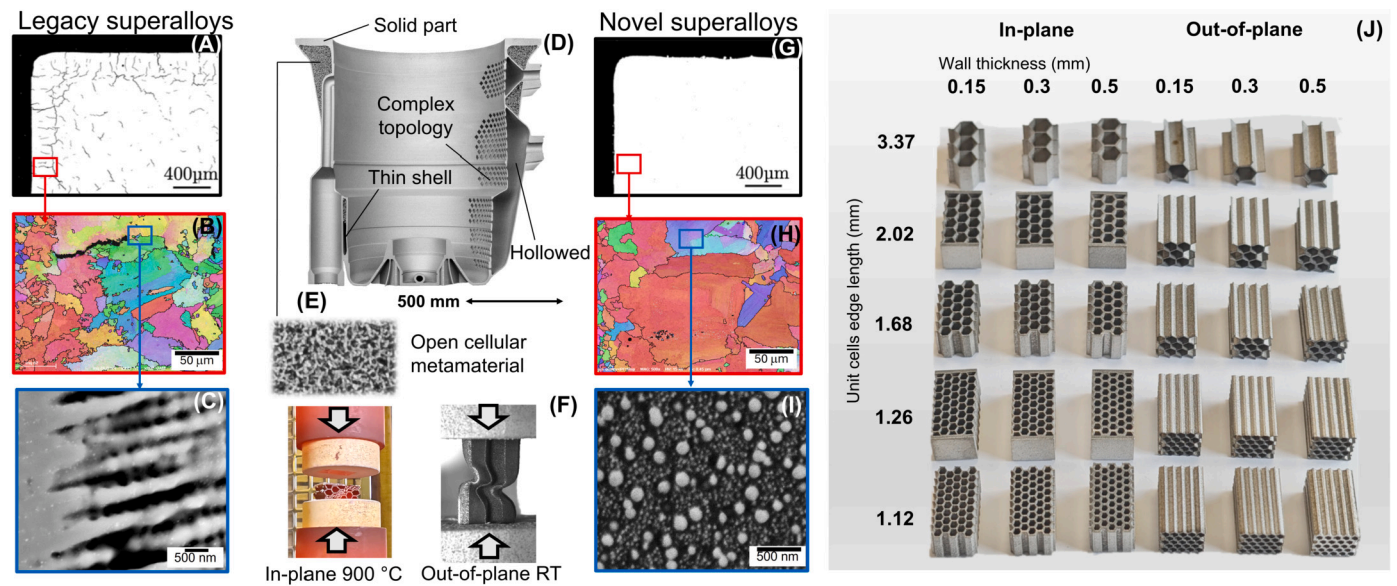 Legacy superalloys
(A)
400µm
(B)
50 µm
(C)
500 nm
Solid part
(D)
Complex
topology
Thin shell
Hollowed
500 mm
(E)
Open cellular
metamaterial
(F)
In-plane 900 °C
Out-of-plane RT
Novel superalloys
(G)
400µm
(H)
50 µm
(I)
500 nm
(J)
In-plane
Out-of-plane
Wall thickness (mm)
0.15
0.3
0.5
0.15
0.3
0.5
Unit cells edge length (mm)
3.37
2.02
1.68
1.26
1.12